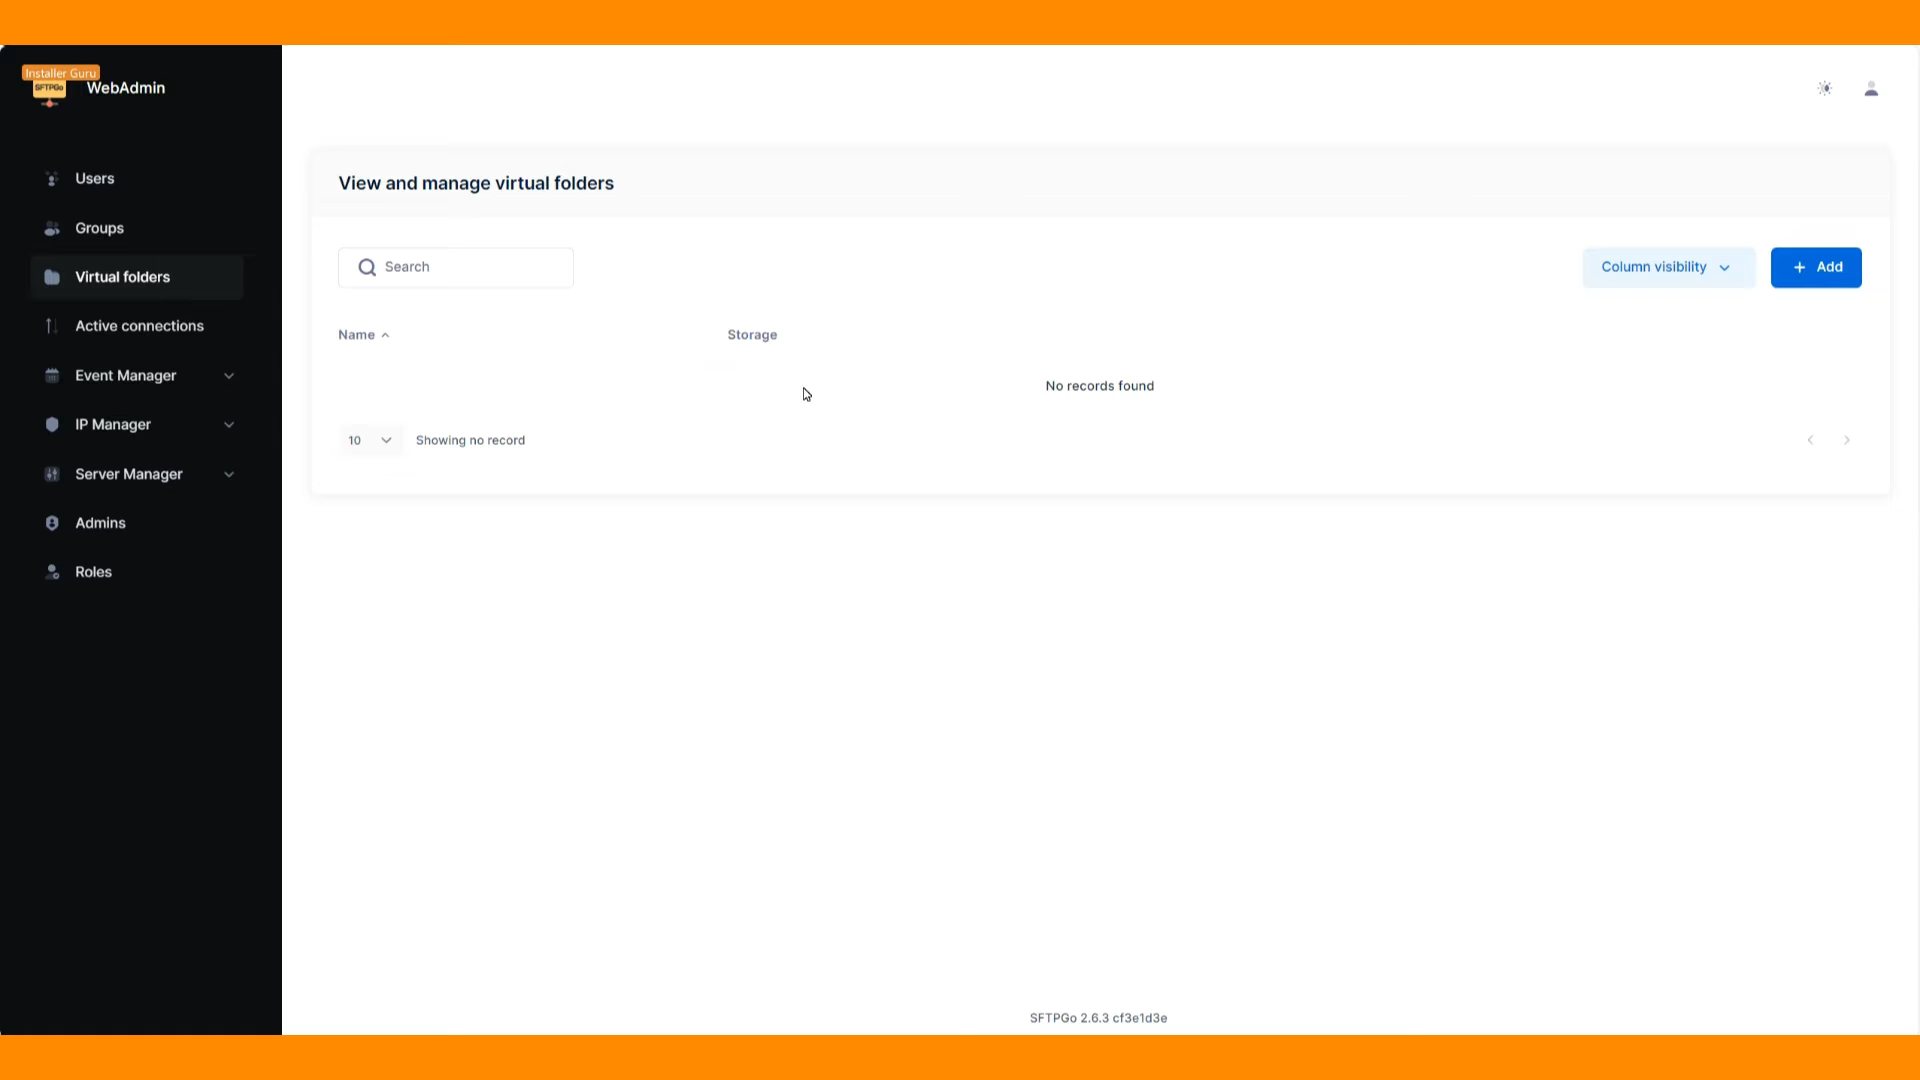 Installer Guru
SFTPGo
WebAdmin
Users
Groups
Virtual folders
Active connections
Event Manager
IP Manager
Server Manager
Admins
Roles
View and manage virtual folders
Search
Column visibility
+ Add
Name
Storage
No records found
10
Showing no record
SFTPGo 2.6.3 cf3e1d3e